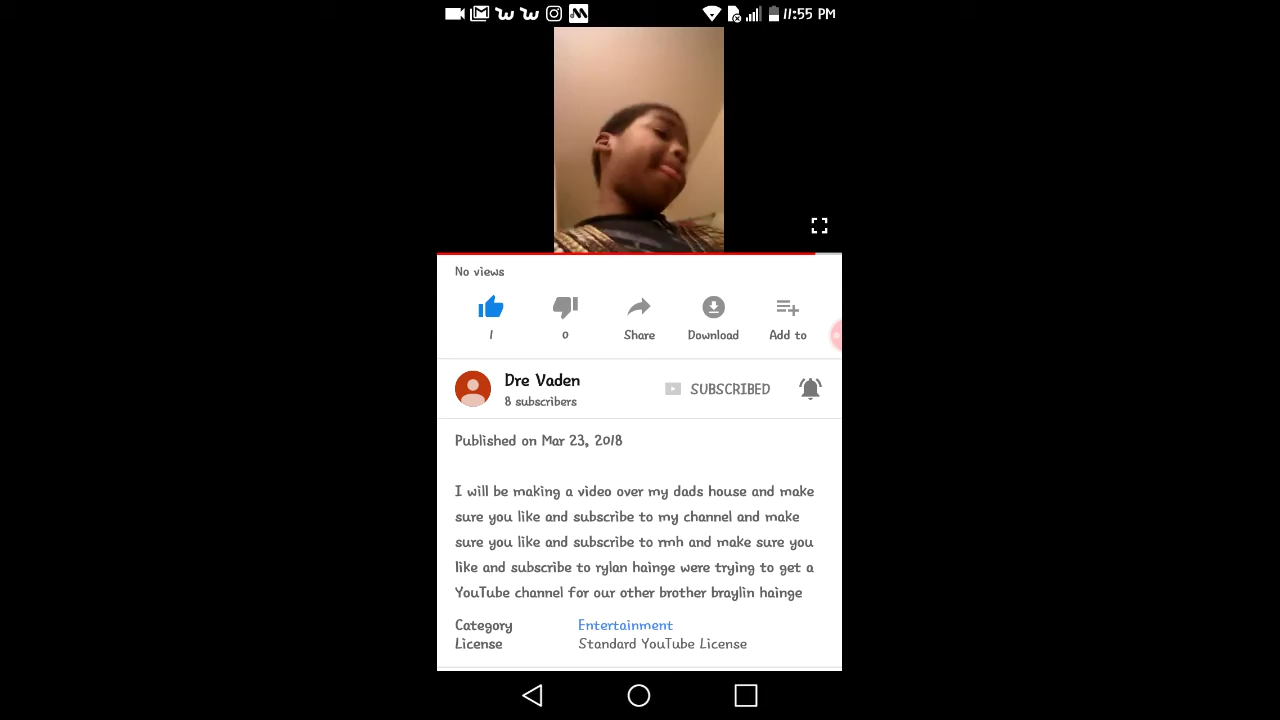 11:55 PM
No views
1
0
Share
Download
Add to
Dre Vaden
8 subscribers
SUBSCRIBED
Published on Mar 23, 2018
I will be making a video over my dads house and make
sure you like and subscribe to my channel and make
sure you like and subscribe to rmh and make sure you
like and subscribe to rylan hainge were trying to get a
YouTube channel for our other brother braylin hainge
Category Entertainment
License Standard YouTube License